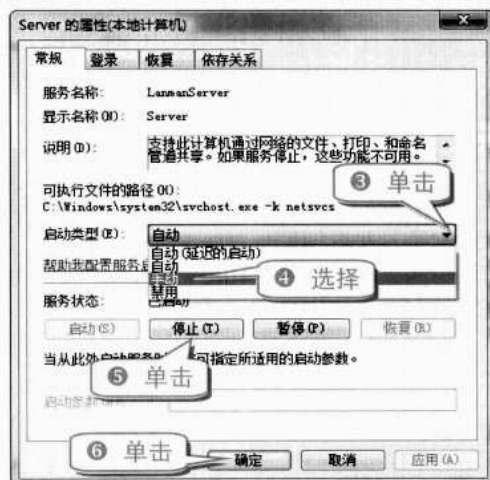 Server 的属性(本地计算机)
常规 登录 恢复 依存关系
服务名称: LanmanServer
显示名称(N): Server
说明(D): 支持此计算机通过网络的文件、打印、和命名
管道共享。如果服务停止，这些功能不可用。
❸ 单击
可执行文件的路径(H):
C:\Windows\system32\svchost.exe -k netsvcs
启动类型(E): 自动
自动(延迟的启动)
帮助我配置服务 自动
❹ 选择
禁用
服务状态: 已启动
启动(S) 停止(T) 暂停(P) 恢复(R)
当从此处启动服务 可指定所适用的启动参数。
❺ 单击
启动参数
❻ 单击
确定 取消 应用(A)